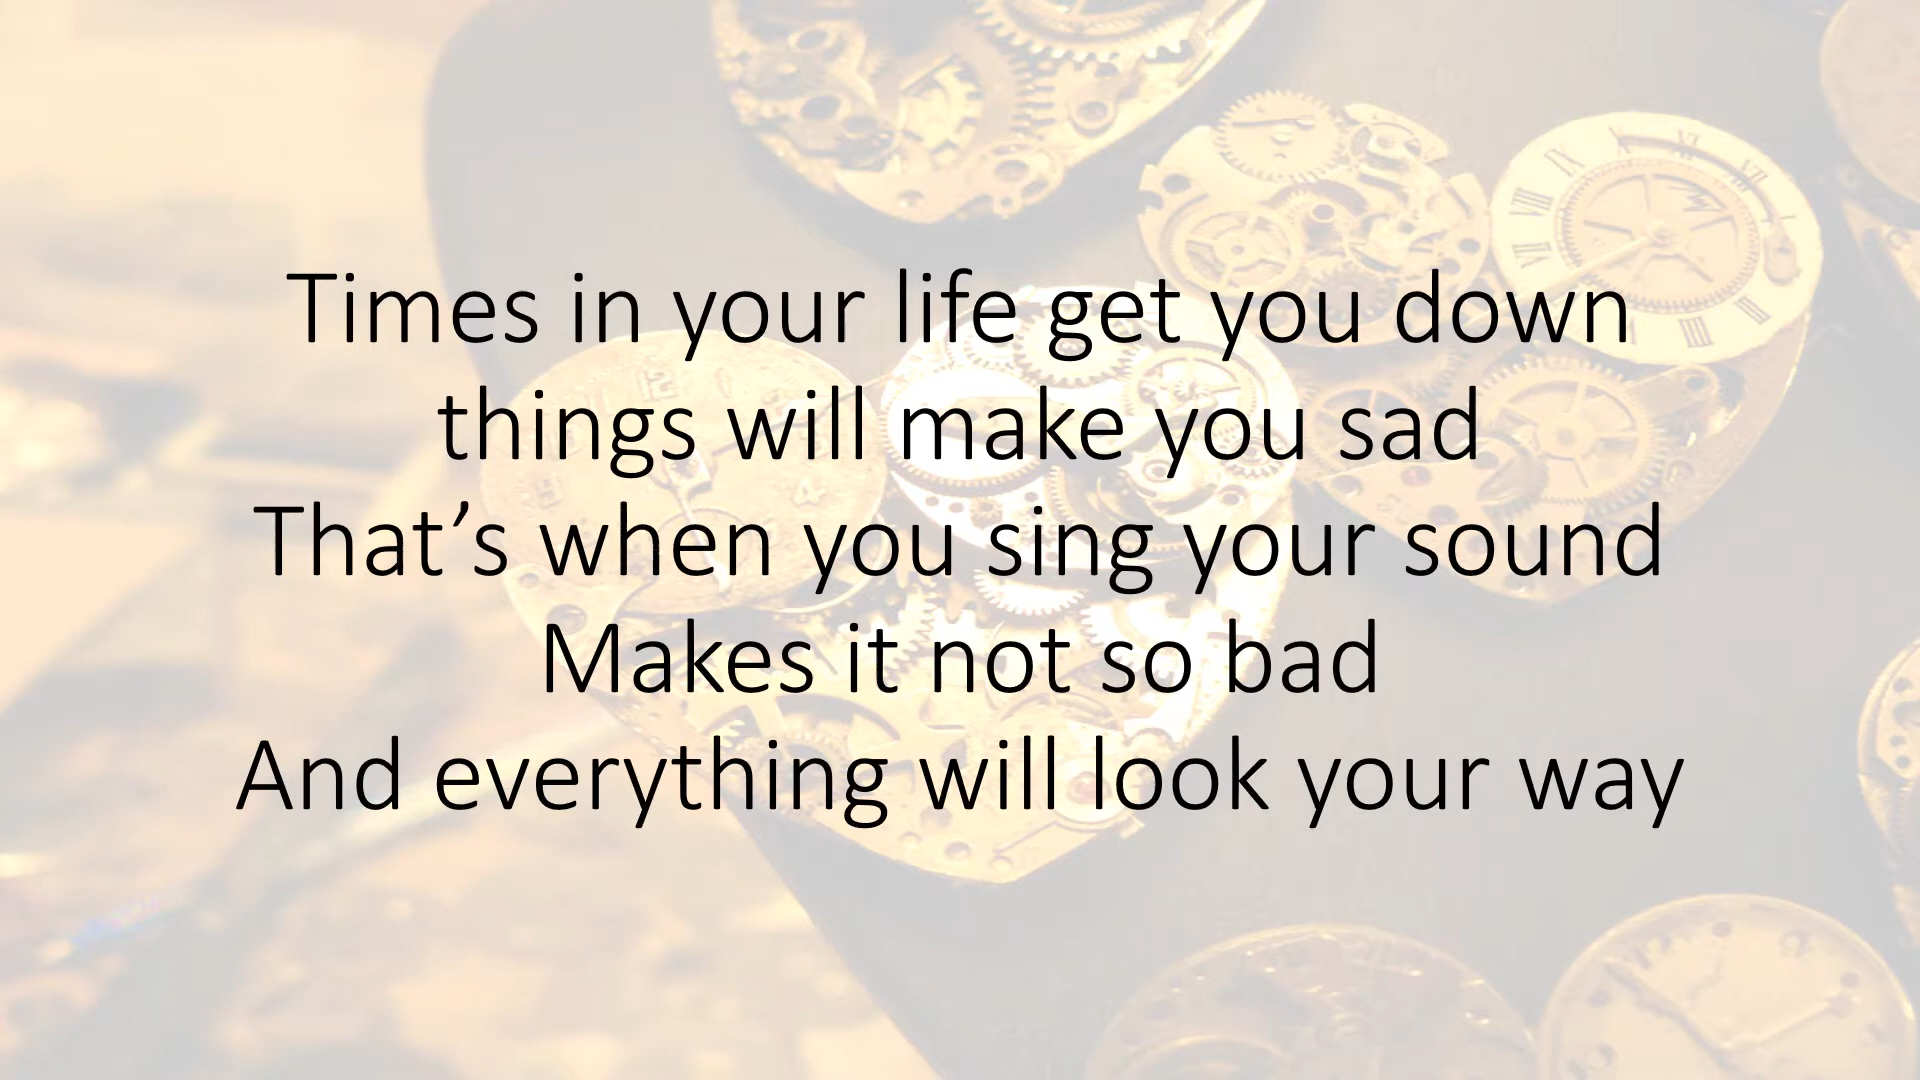 Times in your life get you down
things will make you sad
That’s when you sing your sound
Makes it not so bad
And everything will look your way